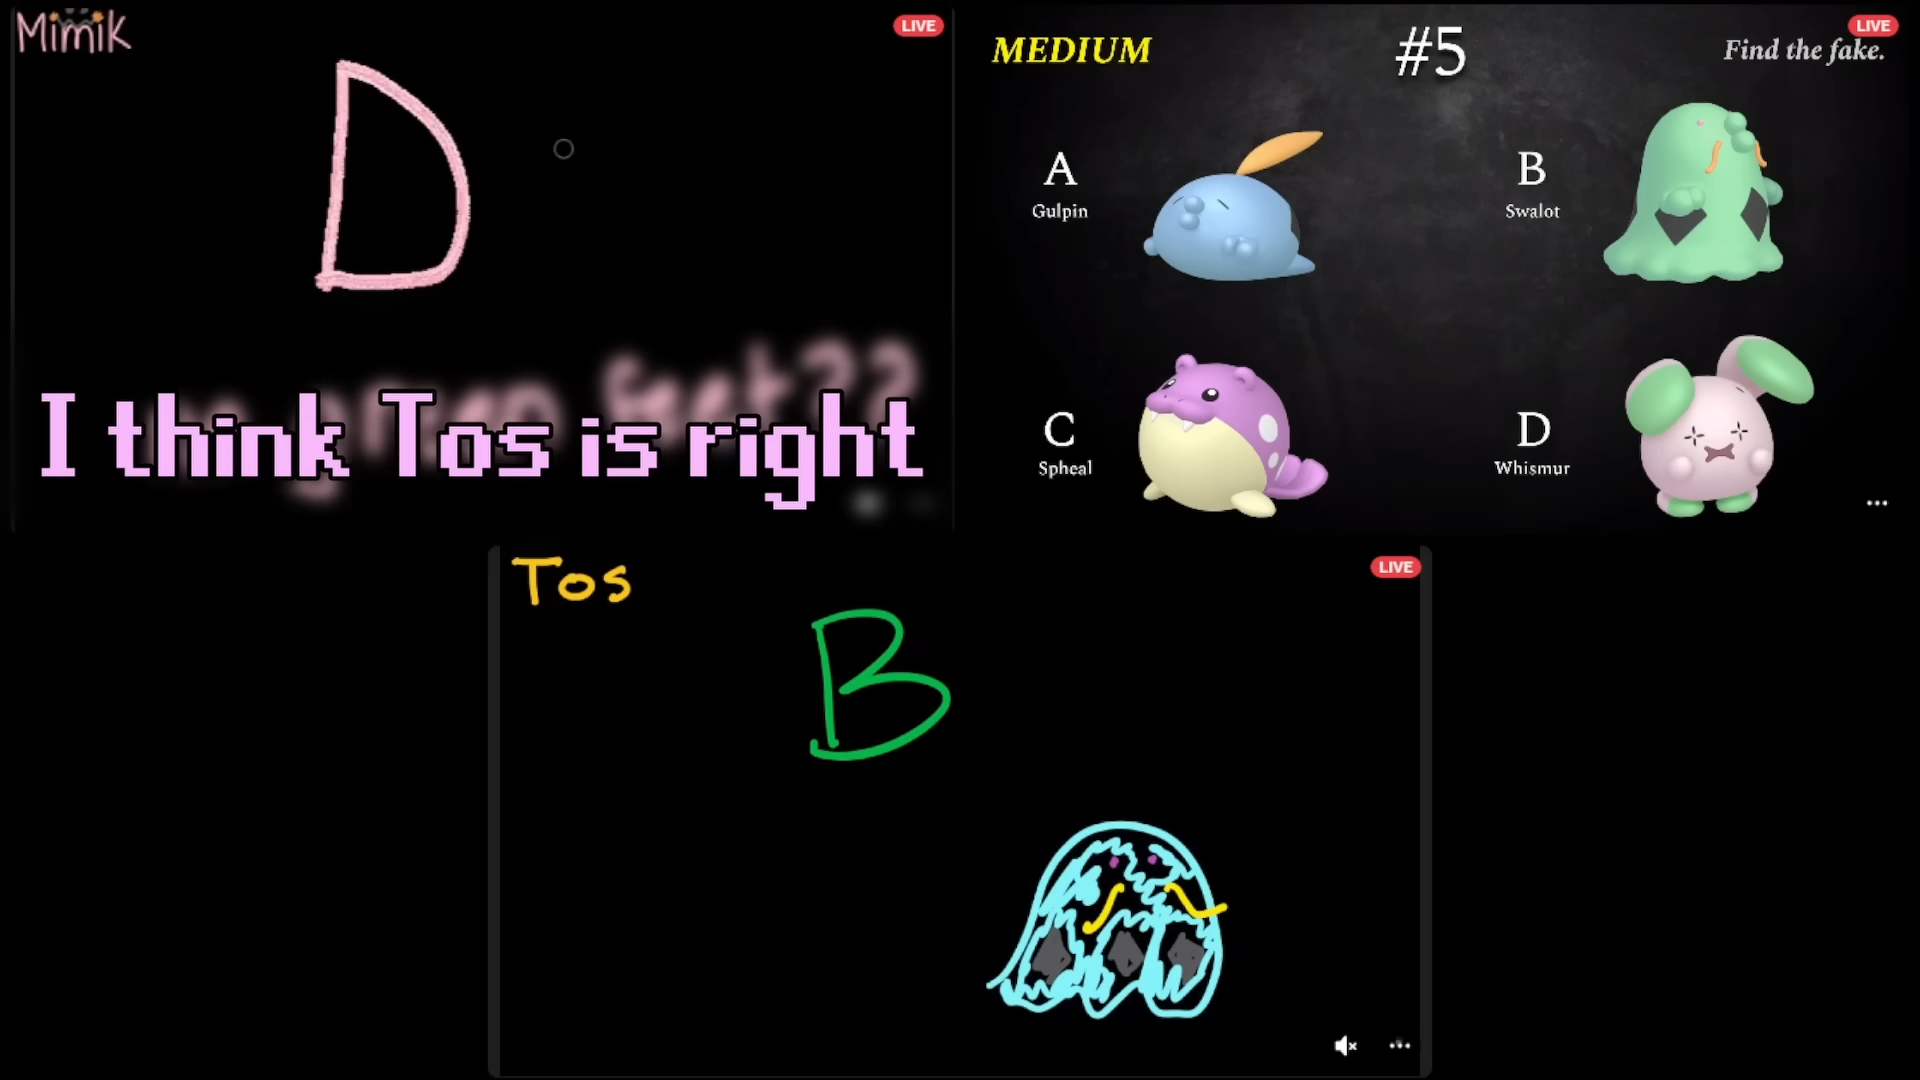 Mimik
LIVE
D
I think Tos is right
MEDIUM
#5
LIVE
Find the fake.
A
Gulpin
B
Swalot
C
Spheal
D
Whismur
Tos
LIVE
B